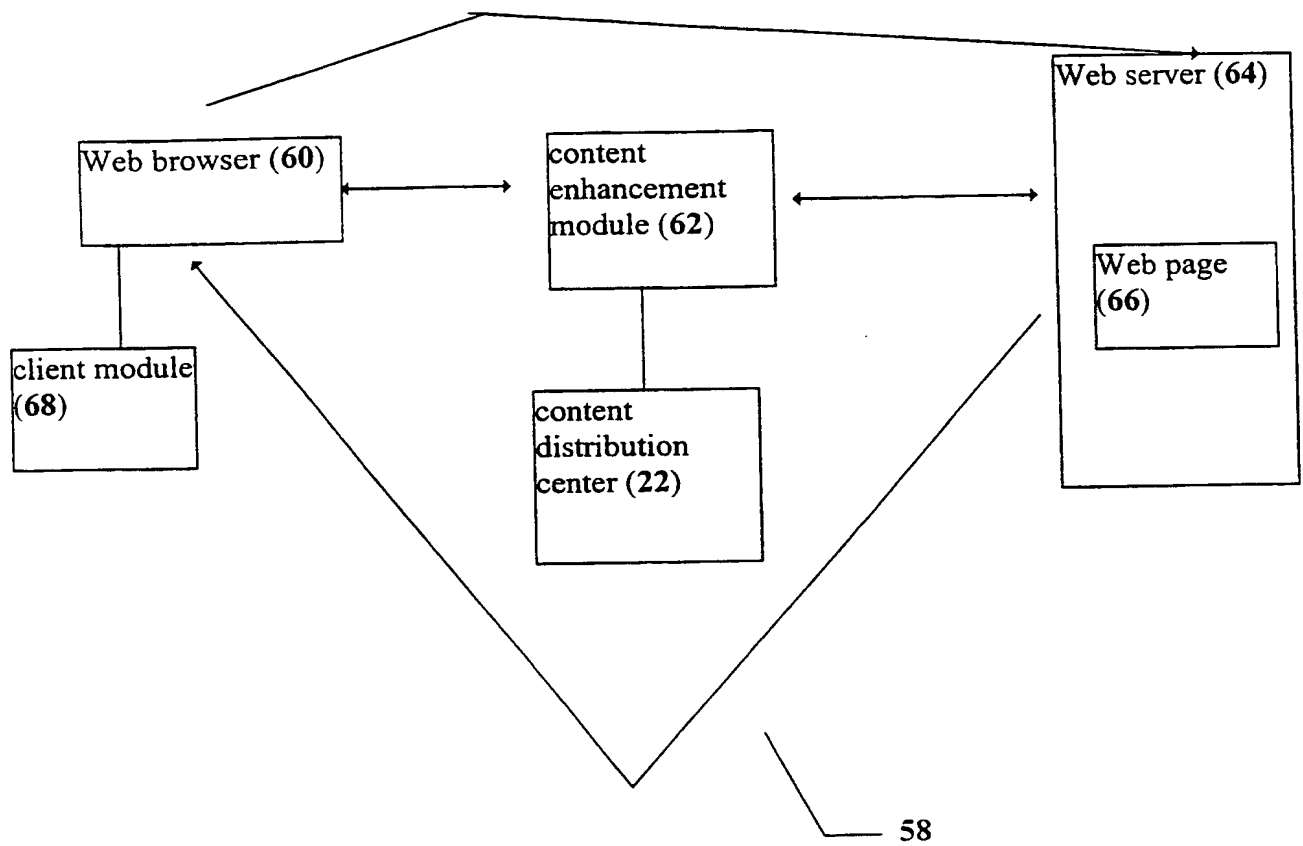 Web server (64)
Web browser (60)
content
enhancement
module (62)
Web page
(66)
client module
(68)
content
distribution
center (22)
58